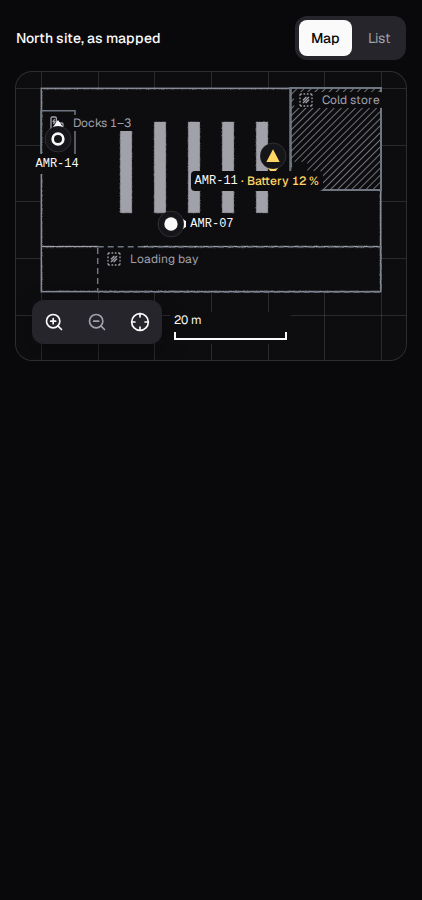 North site, as mapped
Map
List
Cold store
Docks 1–3
AMR-14
AMR-11 · Battery 12 %
AMR-07
Loading bay
20 m